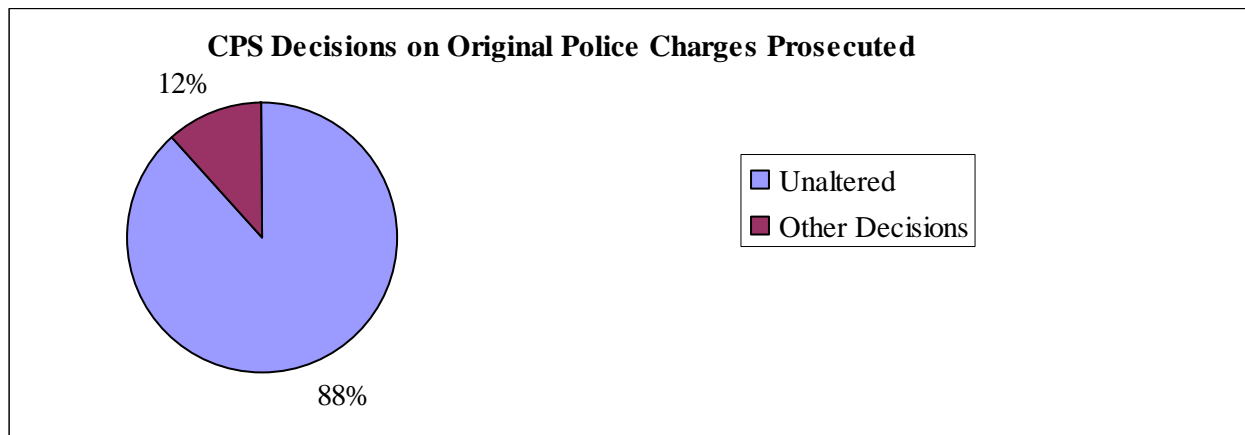 CPS Decisions on Original Police Charges Prosecuted
12%
Unaltered
Other Decisions
88%